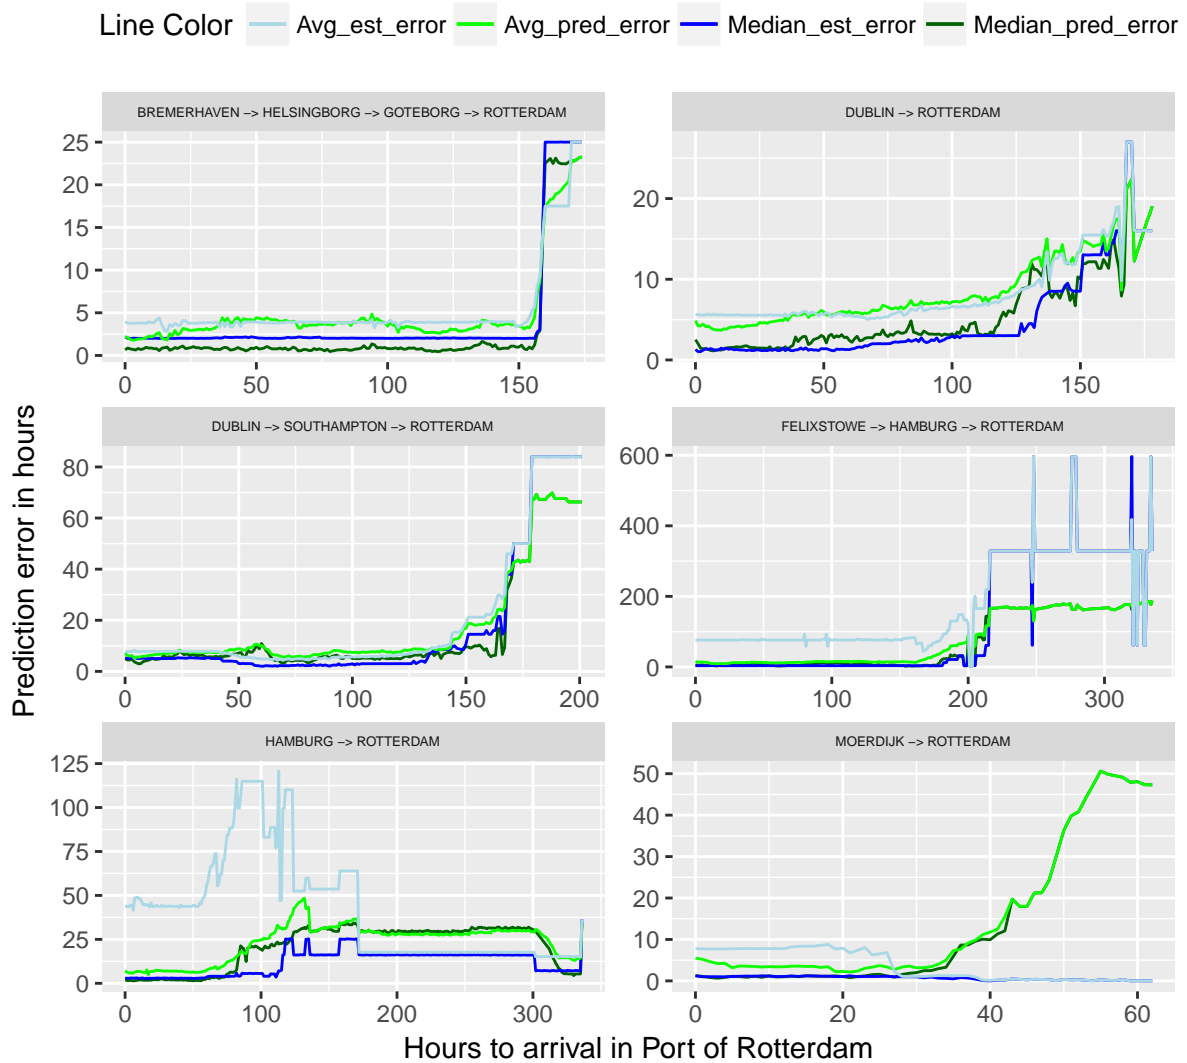 Line Color Avg_est_error Avg_pred_error Median_est_error Median_pred_error
BREMERHAVEN −> HELSINGBORG −> GOTEBORG −> ROTTERDAM
DUBLIN −> ROTTERDAM
25
20
15
10
5
0
0 50 100 150
20
10
0
0 50 100 150
DUBLIN −> SOUTHAMPTON −> ROTTERDAM
FELIXSTOWE −> HAMBURG −> ROTTERDAM
80
60
40
20
0
0 50 100 150 200
600
400
200
0
0 100 200 300
HAMBURG −> ROTTERDAM
MOERDIJK −> ROTTERDAM
125
100
75
50
25
0
0 100 200 300
50
40
30
20
10
0
0 20 40 60
Prediction error in hours
Hours to arrival in Port of Rotterdam